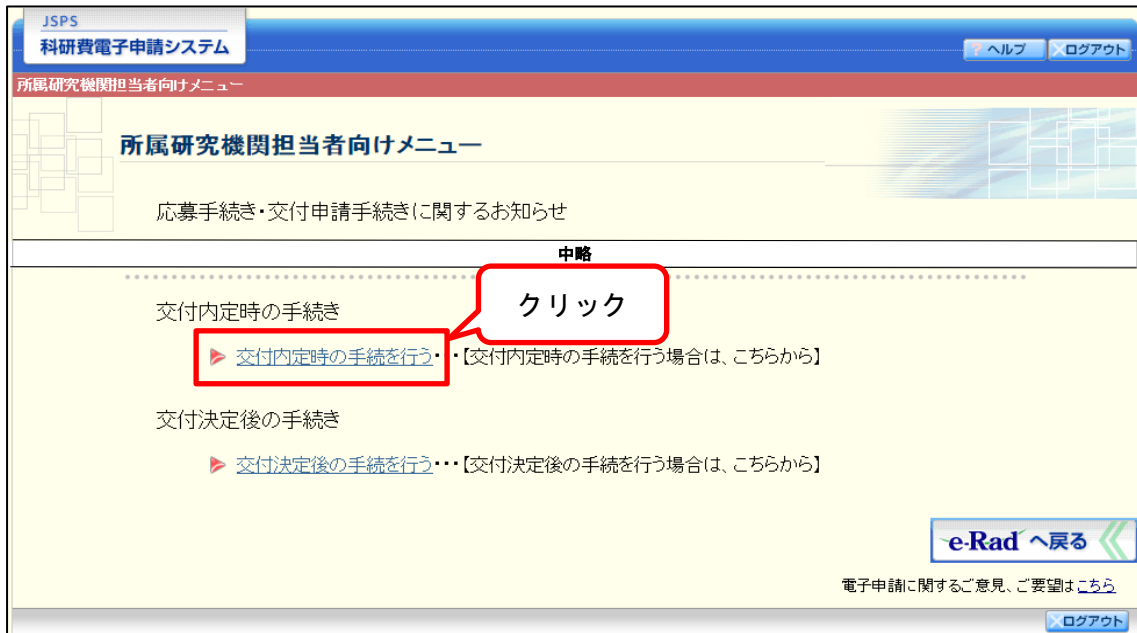 JSPS
科研費電子申請システム
? ヘルプ ×ログアウト
所属研究機関担当者向けメニュー
所属研究機関担当者向けメニュー
応募手続き・交付申請手続きに関するお知らせ
中略
交付内定時の手続き
クリック
交付内定時の手続を行う・・・【交付内定時の手続を行う場合は、こちらから】
交付決定後の手続き
交付決定後の手続を行う・・・【交付決定後の手続を行う場合は、こちらから】
e-Rad へ戻る
電子申請に関するご意見、ご要望はこちら
×ログアウト